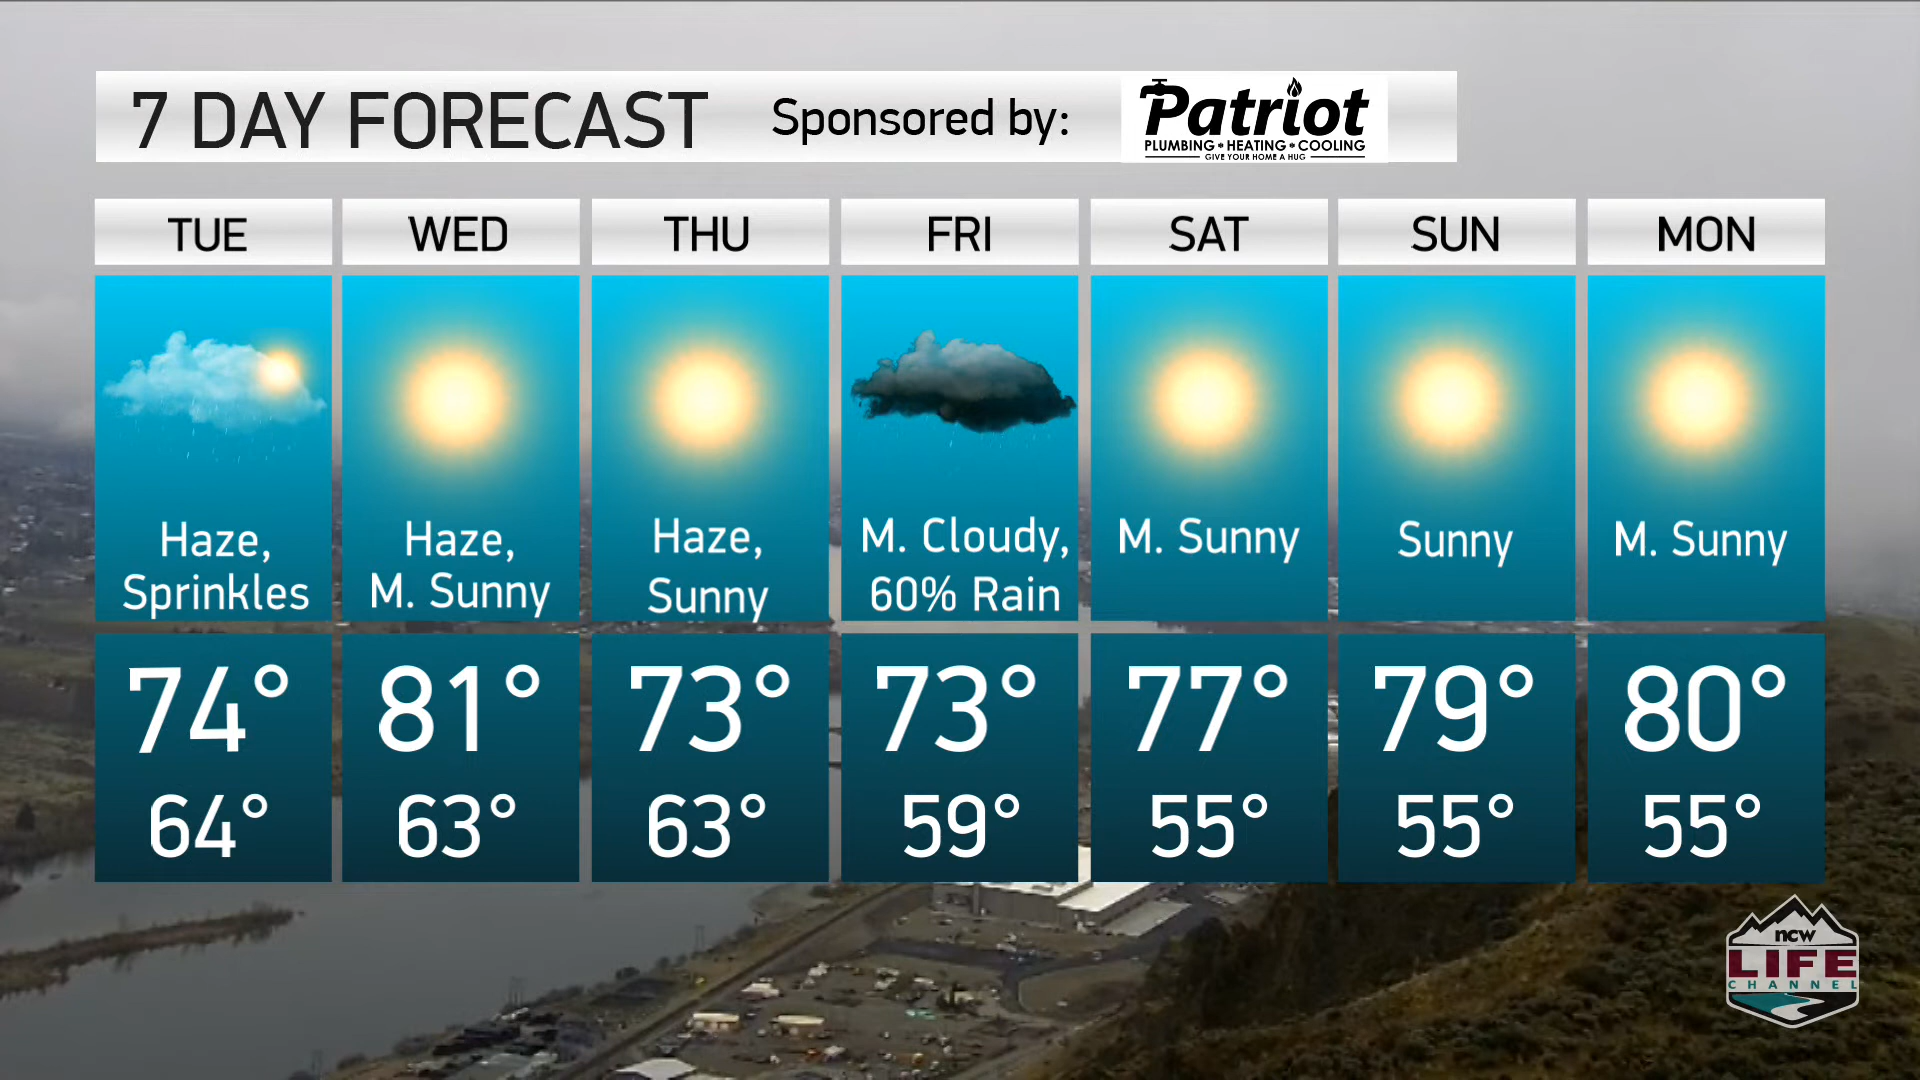 7 DAY FORECAST Sponsored by: Patriot
PLUMBING * HEATING * COOLING
GIVE YOUR HOME A HUG
TUE WED THU FRI SAT SUN MON
Haze, Haze, Haze, M. Cloudy, M. Sunny Sunny M. Sunny
Sprinkles M. Sunny Sunny 60% Rain
74° 81° 73° 73° 77° 79° 80°
64° 63° 63° 59° 55° 55° 55°
ncw
LIFE
CHANNEL